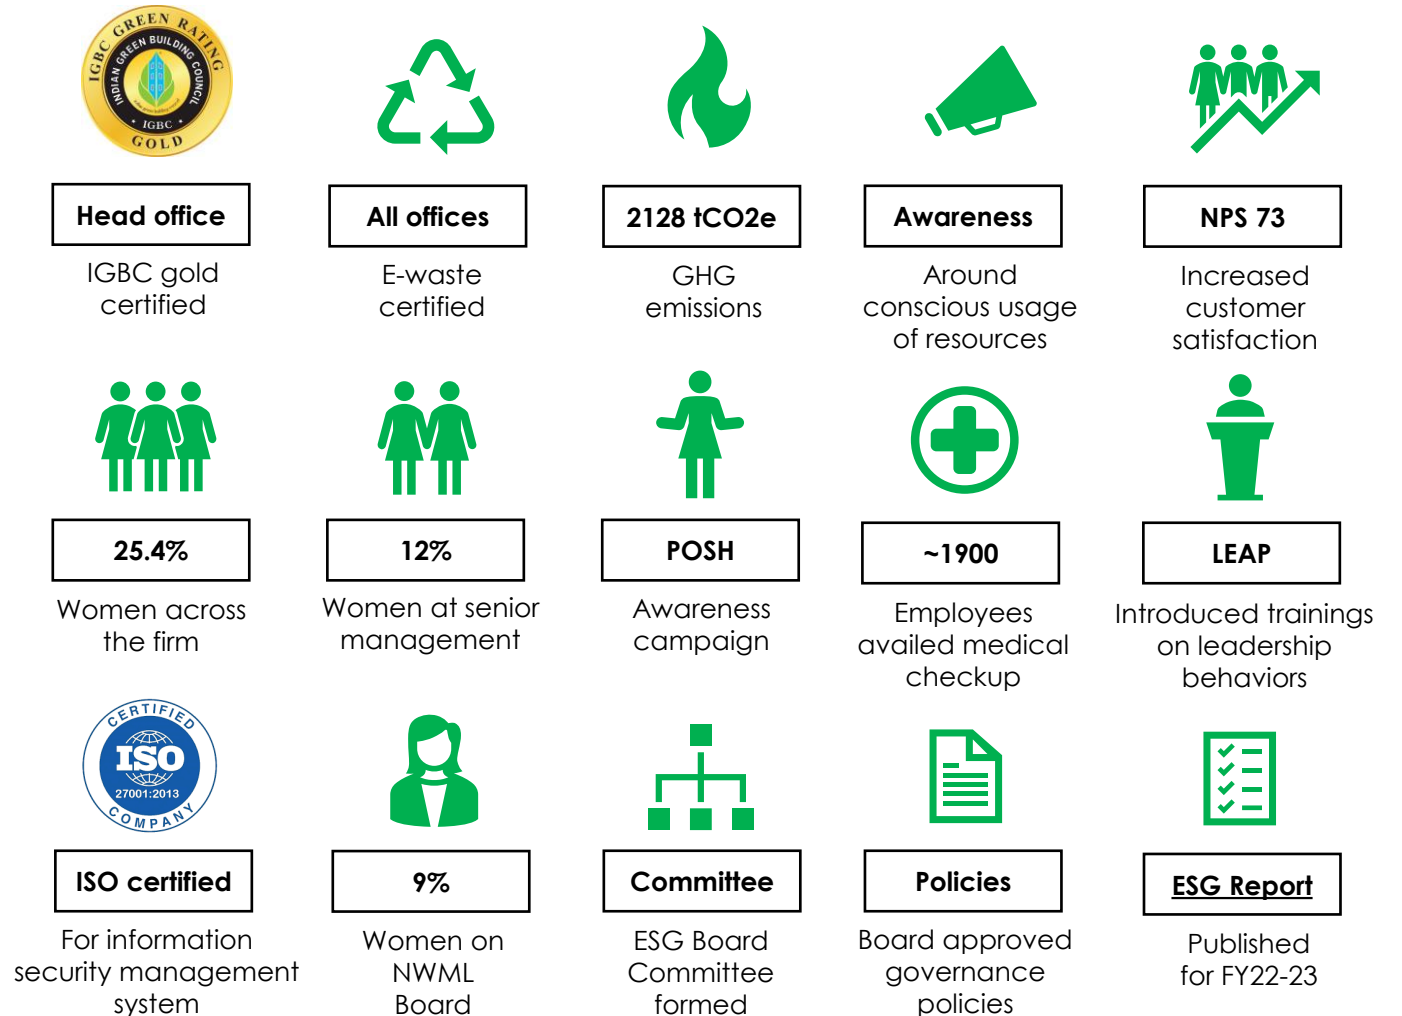 IGBC GREEN RATING
INDIAN GREEN BUILDING COUNCIL
IGBC
GOLD
Head office
IGBC gold
certified
All offices
E-waste
certified
2128 tCO2e
GHG
emissions
Awareness
Around
conscious usage
of resources
NPS 73
Increased
customer
satisfaction
25.4%
Women across
the firm
12%
Women at senior
management
POSH
Awareness
campaign
~1900
Employees
availed medical
checkup
LEAP
Introduced trainings
on leadership
behaviors
CERTIFIED
ISO
27001:2013
COMPANY
ISO certified
For information
security management
system
9%
Women on
NWML
Board
Committee
ESG Board
Committee
formed
Policies
Board approved
governance
policies
ESG Report
Published
for FY22-23